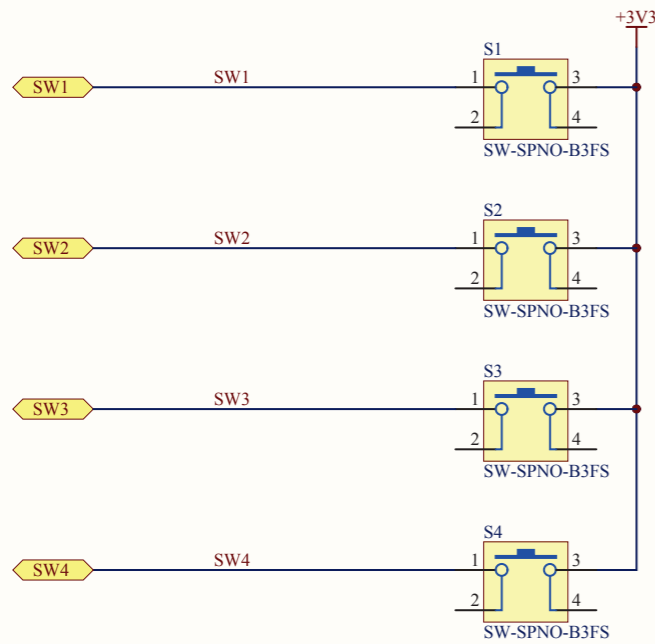 +3V3
S1
SW1 SW1 1 3
2 4
SW-SPNO-B3FS
S2
SW2 SW2 1 3
2 4
SW-SPNO-B3FS
S3
SW3 SW3 1 3
2 4
SW-SPNO-B3FS
S4
SW4 SW4 1 3
2 4
SW-SPNO-B3FS